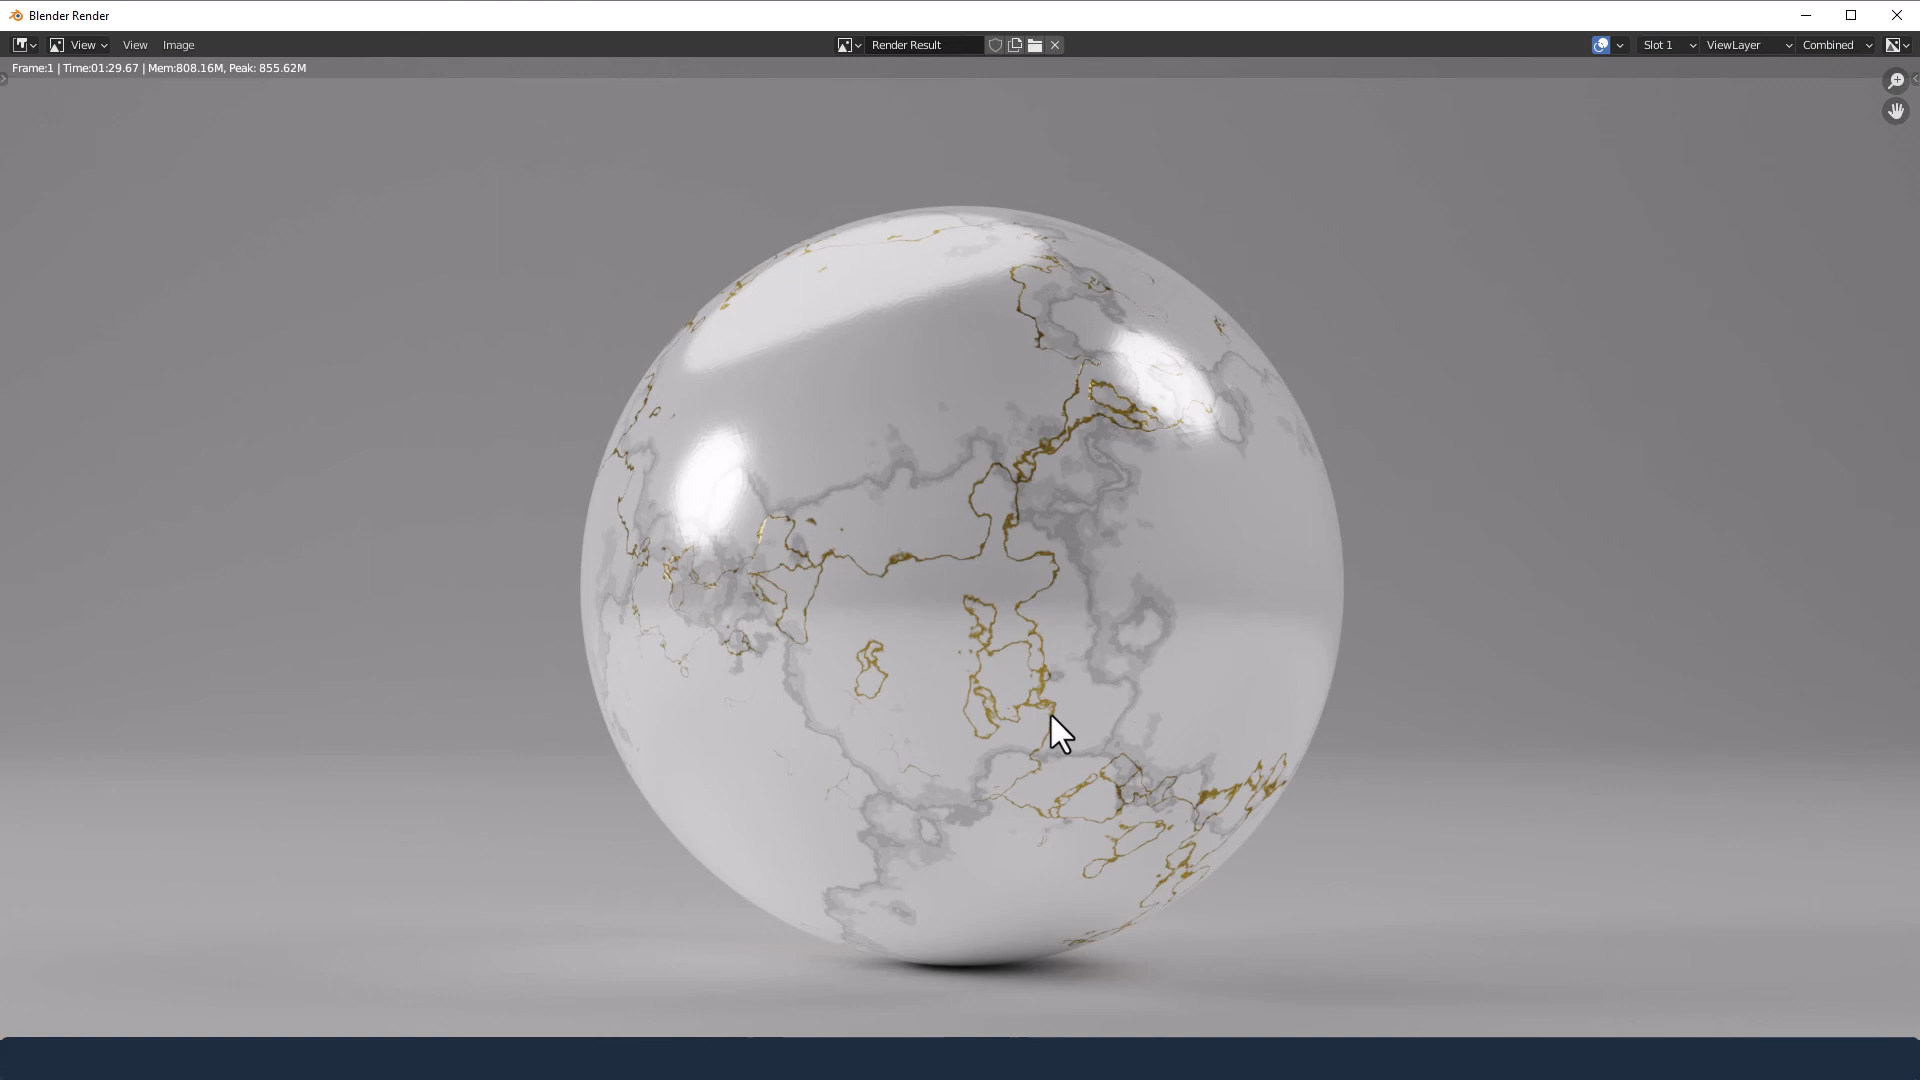 Blender Render
View View Image Render Result Slot 1 ViewLayer Combined
Frame:1 | Time:01:29.67 | Mem:808.16M, Peak: 855.62M